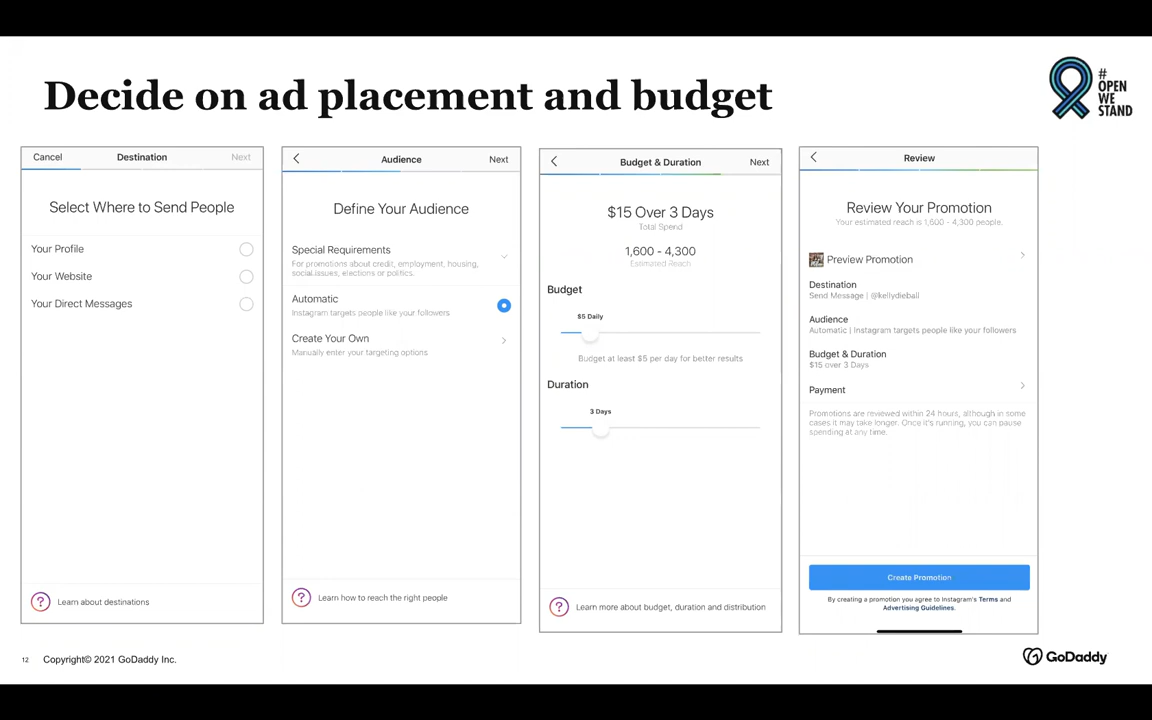 Decide on ad placement and budget
#
OPEN
WE
STAND
Cancel
Destination
Next
Select Where to Send People
Your Profile
Your Website
Your Direct Messages
?
Learn about destinations
Audience
Next
Define Your Audience
Special Requirements
For promotions about credit, employment, housing,
social issues, elections or politics.
Automatic
Instagram targets people like your followers
Create Your Own
Manually enter your targeting options
?
Learn how to reach the right people
Budget & Duration
Next
$15 Over 3 Days
Total Spend
1,600 - 4,300
Estimated Reach
Budget
$5 Daily
Budget at least $5 per day for better results
Duration
3 Days
?
Learn more about budget, duration and distribution
Review
Review Your Promotion
Your estimated reach is 1,600 - 4,300 people.
Preview Promotion
Destination
Send Message | @kellydieball
Audience
Automatic | Instagram targets people like your followers
Budget & Duration
$15 over 3 Days
Payment
Promotions are reviewed within 24 hours, although in some
cases it may take longer. Once it's running, you can pause
spending at any time.
Create Promotion
By creating a promotion you agree to Instagram's Terms and
Advertising Guidelines.
12
Copyright© 2021 GoDaddy Inc.
GoDaddy